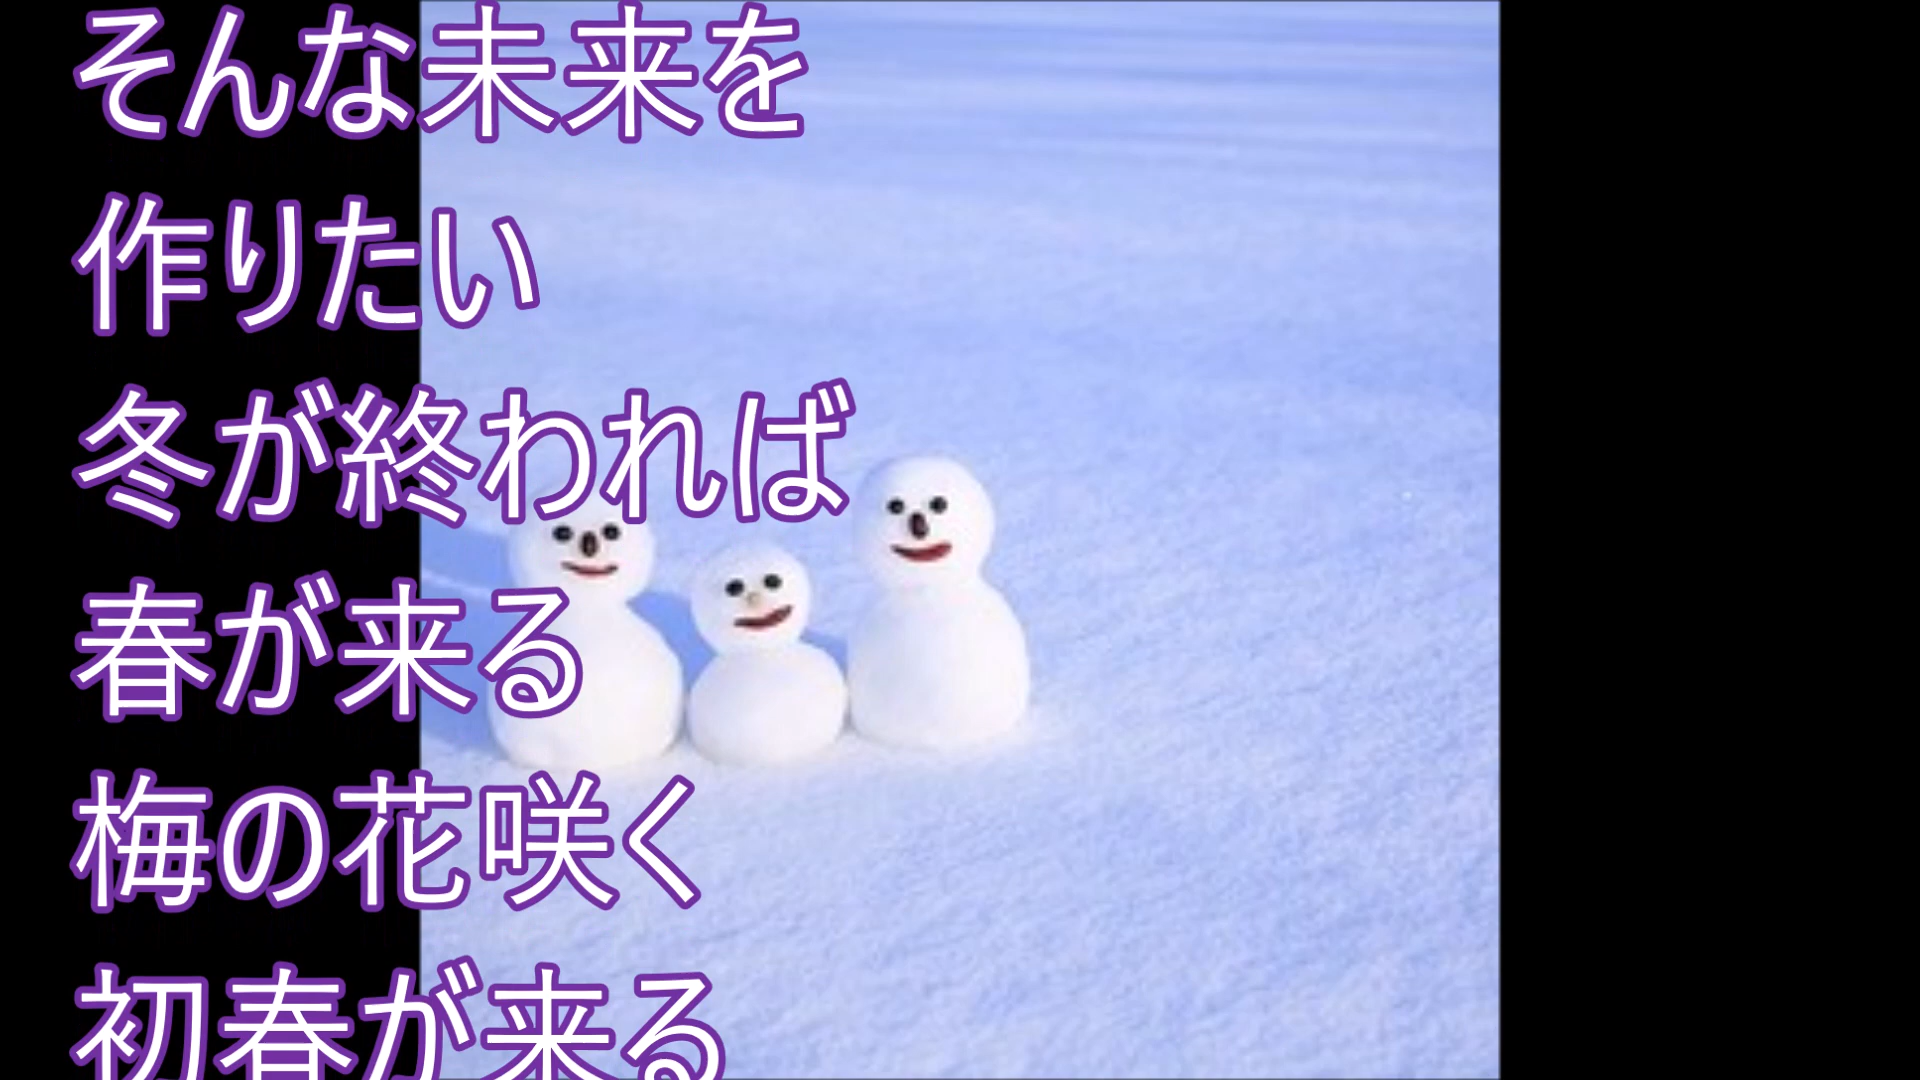 そんな未来を
作りたい
冬が終われば
春が来る
梅の花咲く
初春が来る